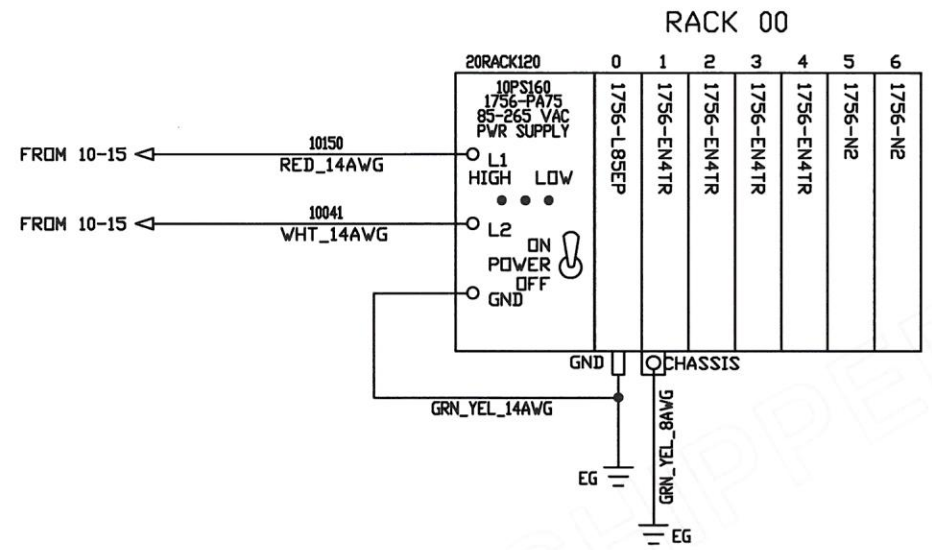 RACK 00
20RACK120 0 1 2 3 4 5 6
10PS160
1756-PA75
85-265 VAC
PWR SUPPLY
1756-L85EP
1756-EN4TR
1756-EN4TR
1756-EN4TR
1756-EN4TR
1756-N2
1756-N2
FROM 10-15
10150
RED_14AWG
L1
HIGH LOW
FROM 10-15
10041
WHT_14AWG
L2
ON
POWER
OFF
GND
GND
CHASSIS
GRN_YEL_14AWG
GRN_YEL_8AWG
EG
EG
SHIPPE